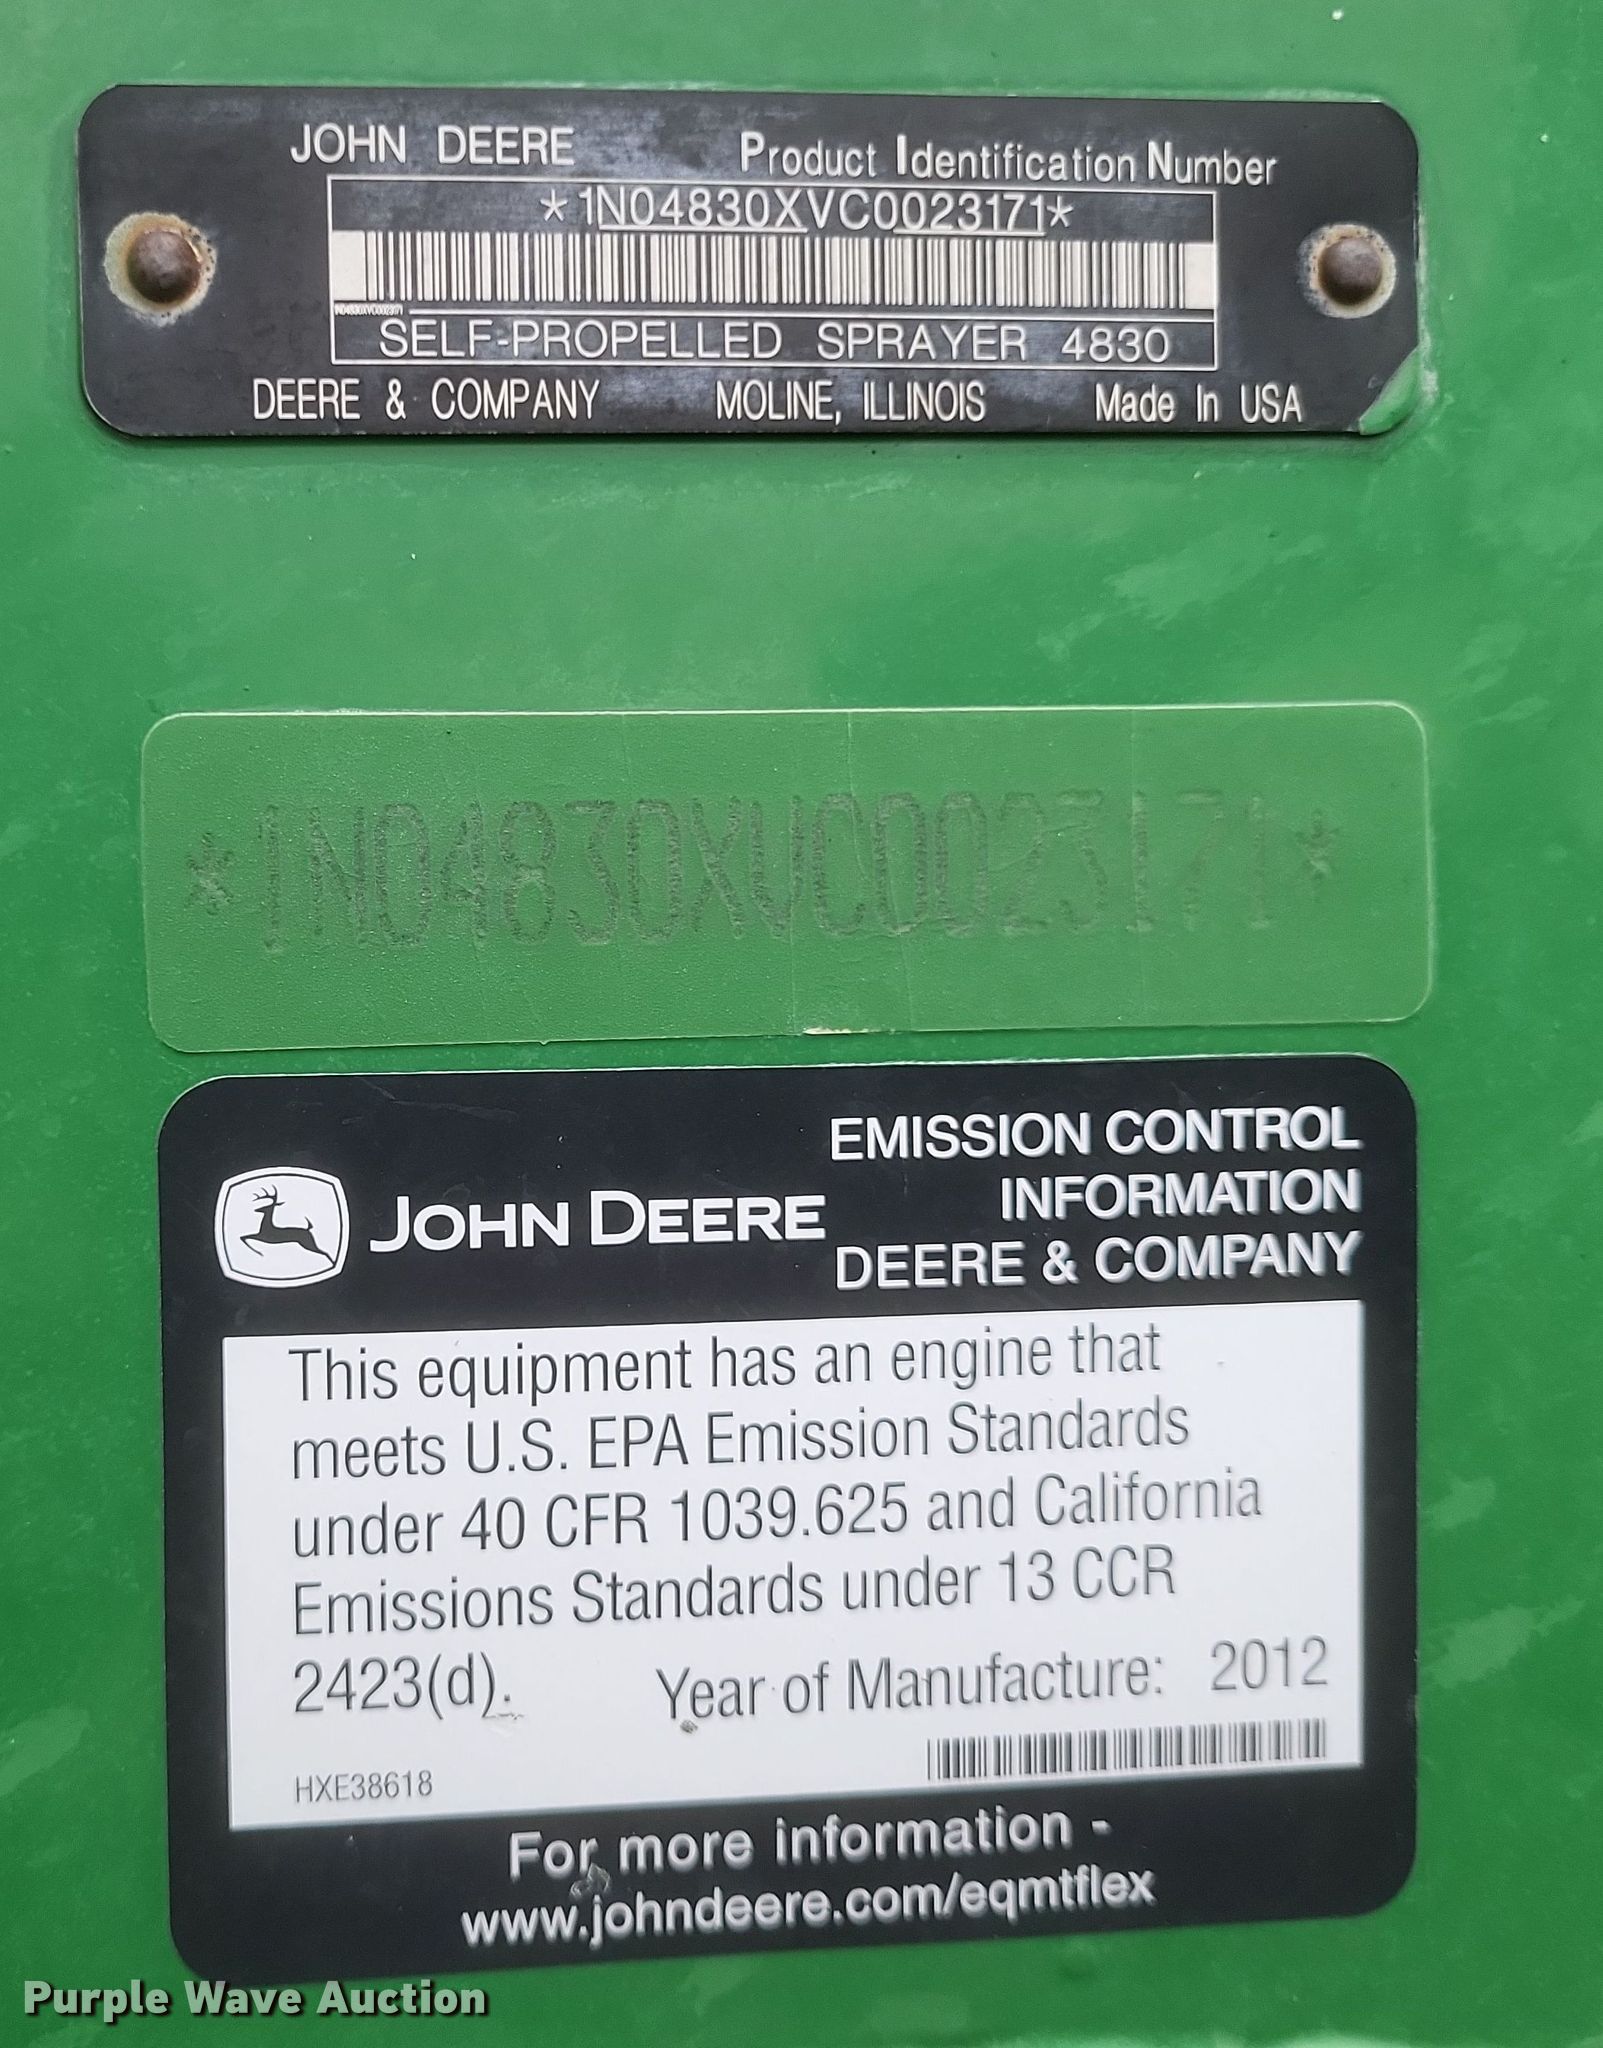 JOHN DEERE Product Identification Number
*1N04830XVC0023171*
1N04830XVC0023171
SELF-PROPELLED SPRAYER 4830
DEERE & COMPANY MOLINE, ILLINOIS Made In USA
*1N04830XVC0023171*
JOHN DEERE
EMISSION CONTROL
INFORMATION
DEERE & COMPANY
This equipment has an engine that
meets U.S. EPA Emission Standards
under 40 CFR 1039.625 and California
Emissions Standards under 13 CCR
2423(d). Year of Manufacture: 2012
HXE38618
For more information -
www.johndeere.com/eqmtflex
Purple Wave Auction